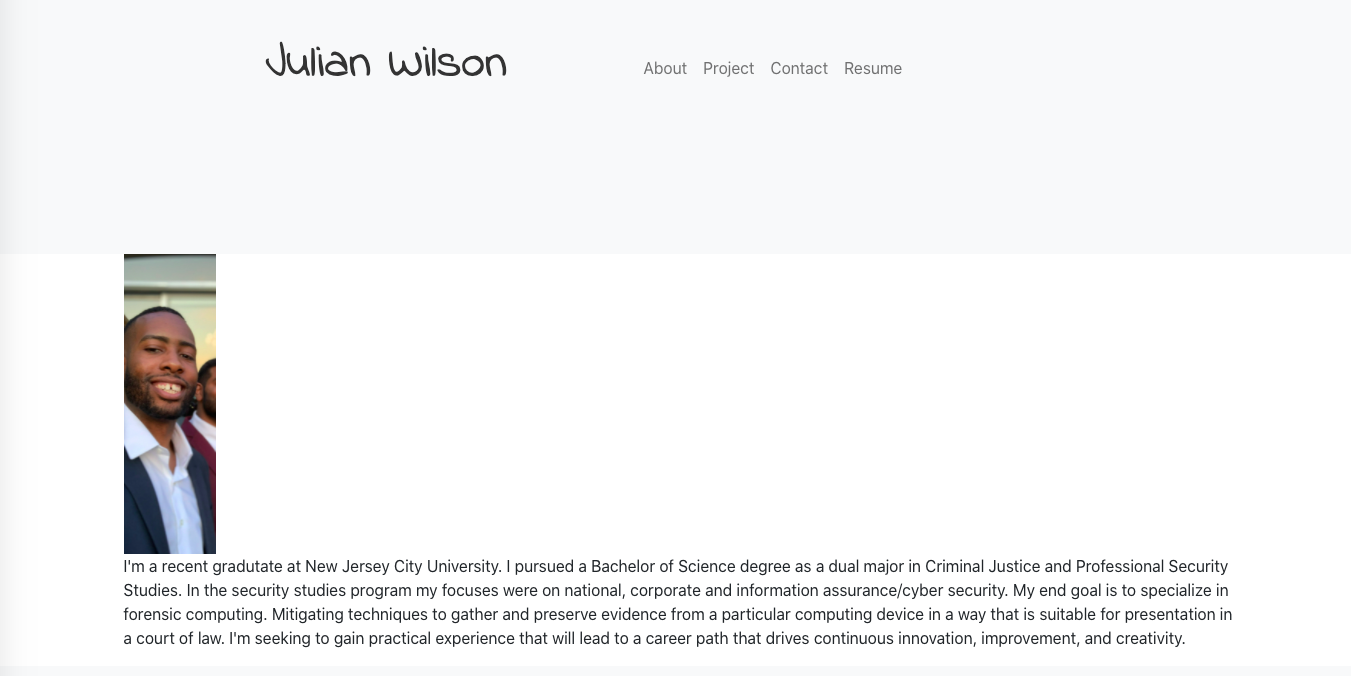 Julian Wilson
About Project Contact Resume
I'm a recent gradutate at New Jersey City University. I pursued a Bachelor of Science degree as a dual major in Criminal Justice and Professional Security
Studies. In the security studies program my focuses were on national, corporate and information assurance/cyber security. My end goal is to specialize in
forensic computing. Mitigating techniques to gather and preserve evidence from a particular computing device in a way that is suitable for presentation in
a court of law. I'm seeking to gain practical experience that will lead to a career path that drives continuous innovation, improvement, and creativity.